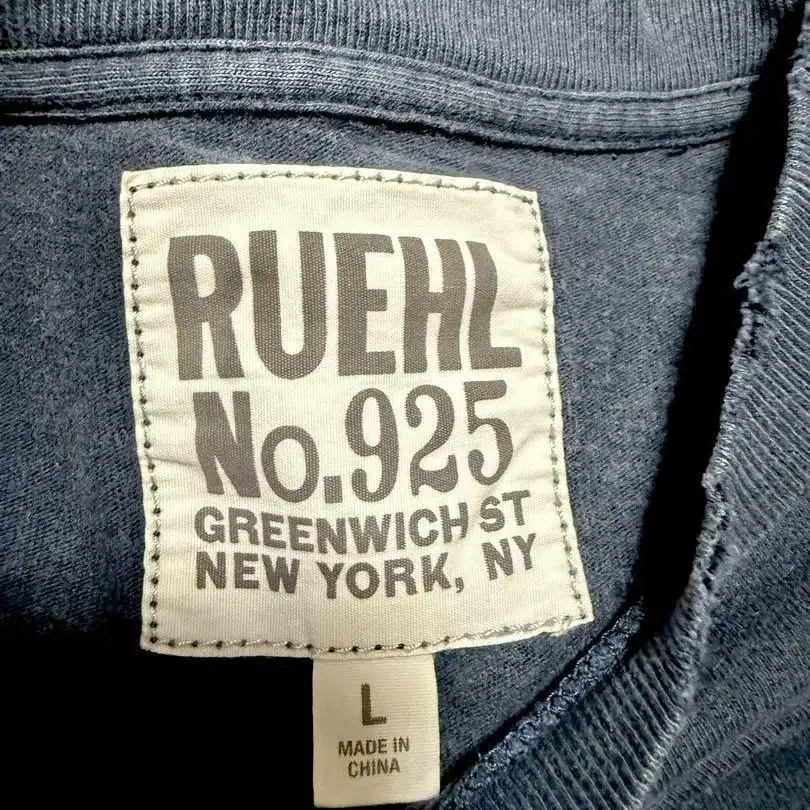 RUEHL
No.925
GREENWICH ST
NEW YORK, NY
L
MADE IN
CHINA